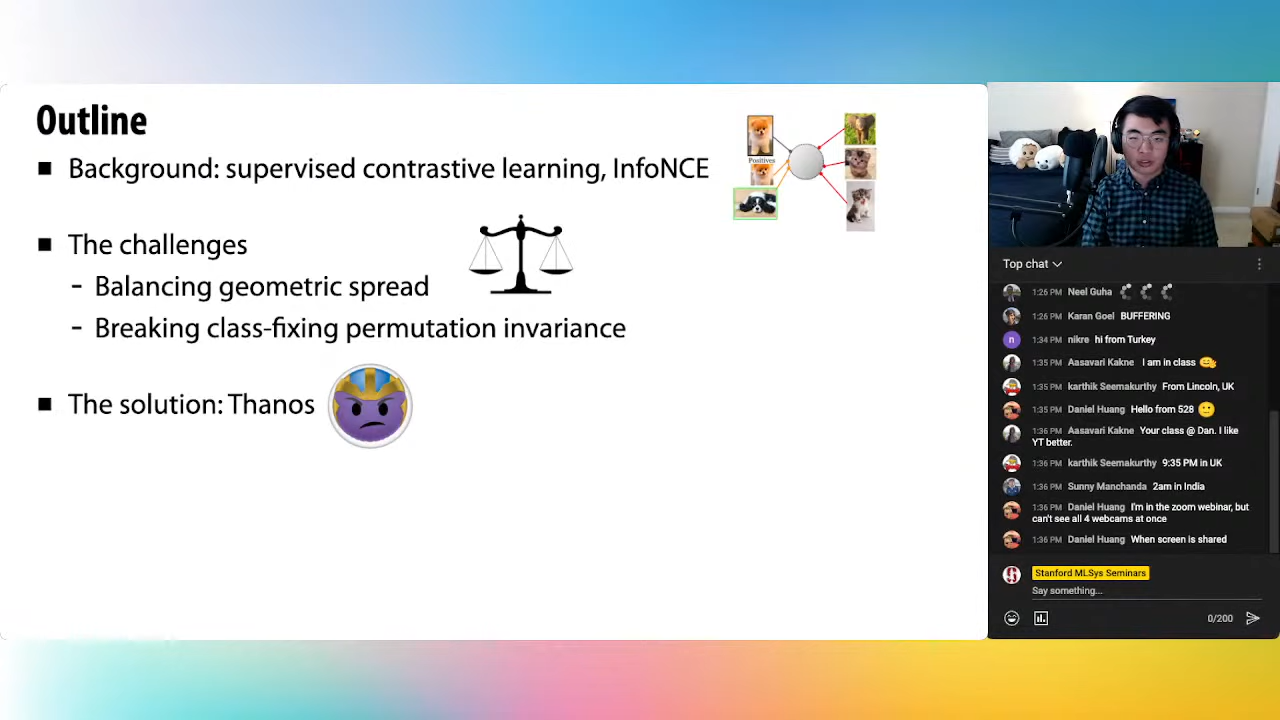 Outline
Background: supervised contrastive learning, InfoNCE
Positives
The challenges
- Balancing geometric spread
- Breaking class-fixing permutation invariance
The solution: Thanos
Top chat
1:26 PM Neel Guha
1:26 PM Karan Goel BUFFERING
n
1:34 PM nikre hi from Turkey
1:35 PM Aasavari Kakne I am in class
1:35 PM karthik Seemakurthy From Lincoln, UK
1:35 PM Daniel Huang Hello from 528
1:36 PM Aasavari Kakne Your class @ Dan. I like
YT better.
1:36 PM karthik Seemakurthy 9:35 PM in UK
1:36 PM Sunny Manchanda 2am in India
1:36 PM Daniel Huang I'm in the zoom webinar, but
can't see all 4 webcams at once
1:36 PM Daniel Huang When screen is shared
Stanford MLSys Seminars
Say something...
0/200